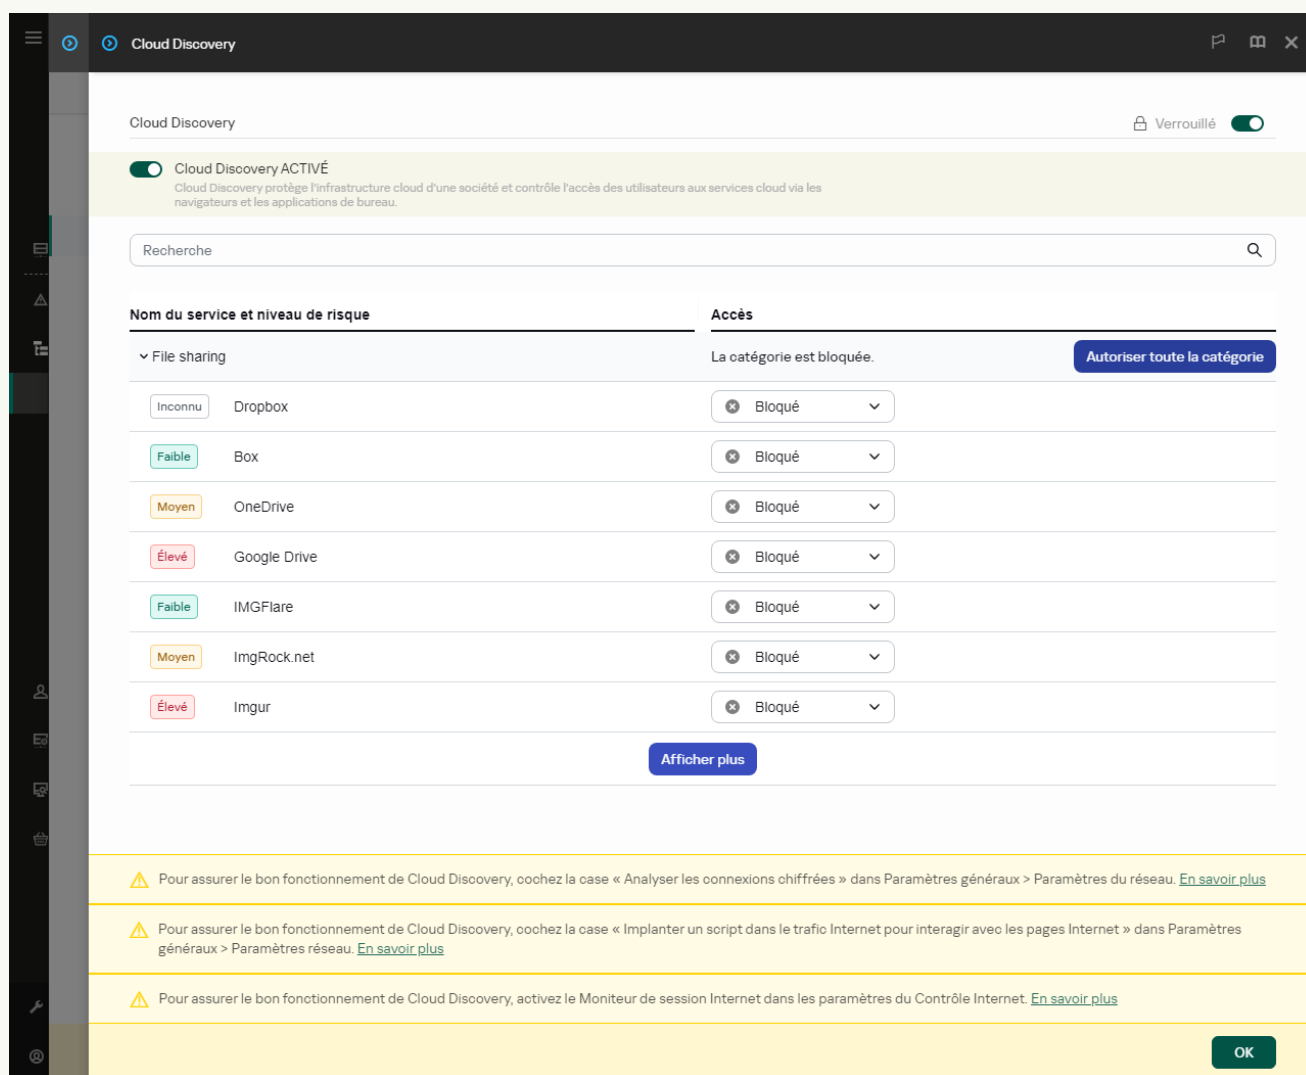 Cloud Discovery
Cloud Discovery
Verrouillé
Cloud Discovery ACTIVÉ
Cloud Discovery protège l'infrastructure cloud d'une société et contrôle l'accès des utilisateurs aux services cloud via les
navigateurs et les applications de bureau.
Recherche
Nom du service et niveau de risque
Accès
File sharing
La catégorie est bloquée.
Autoriser toute la catégorie
Inconnu Dropbox Bloqué
Faible Box Bloqué
Moyen OneDrive Bloqué
Élevé Google Drive Bloqué
Faible IMGFlare Bloqué
Moyen ImgRock.net Bloqué
Élevé Imgur Bloqué
Afficher plus
Pour assurer le bon fonctionnement de Cloud Discovery, cochez la case « Analyser les connexions chiffrées » dans Paramètres généraux > Paramètres du réseau. En savoir plus
Pour assurer le bon fonctionnement de Cloud Discovery, cochez la case « Implanter un script dans le trafic Internet pour interagir avec les pages Internet » dans Paramètres
généraux > Paramètres réseau. En savoir plus
Pour assurer le bon fonctionnement de Cloud Discovery, activez le Moniteur de session Internet dans les paramètres du Contrôle Internet. En savoir plus
OK